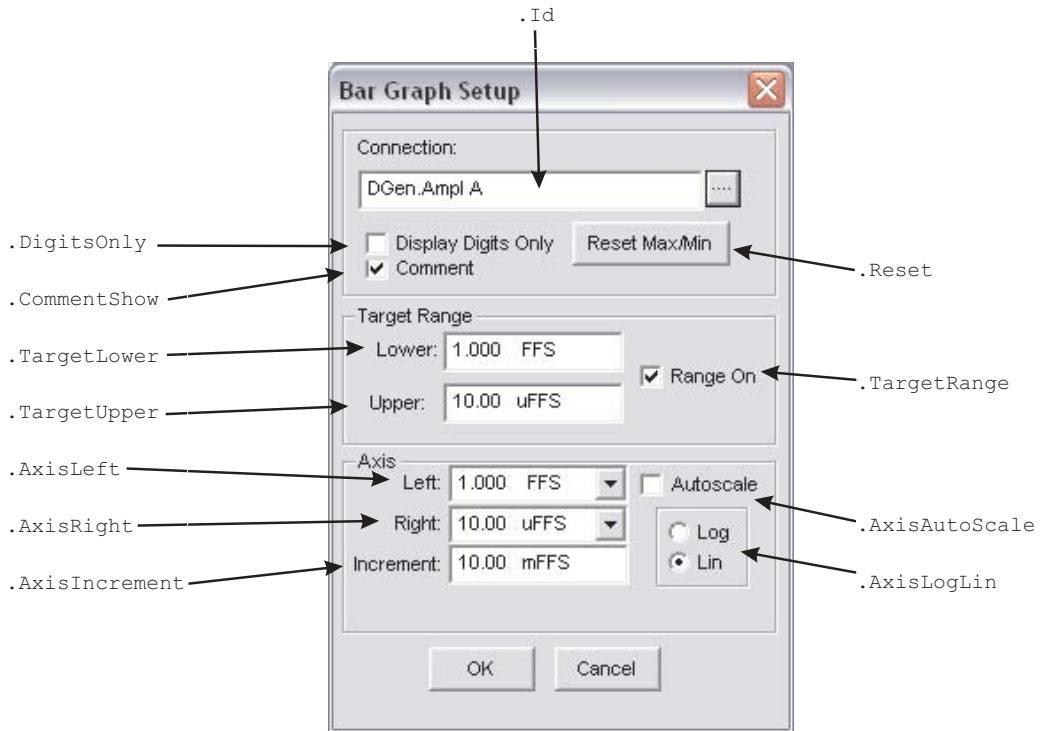 .Id
Bar Graph Setup
Connection:
DGen.Ampl A
....
.DigitsOnly
Display Digits Only
Reset Max/Min
.CommentShow
Comment
.Reset
Target Range
.TargetLower
Lower: 1.000 FFS
Range On
.TargetRange
.TargetUpper
Upper: 10.00 uFFS
Axis
.AxisLeft
Left: 1.000 FFS
Autoscale
.AxisRight
Right: 10.00 uFFS
Log
.AxisAutoScale
.AxisIncrement
Increment: 10.00 mFFS
Lin
.AxisLogLin
OK
Cancel